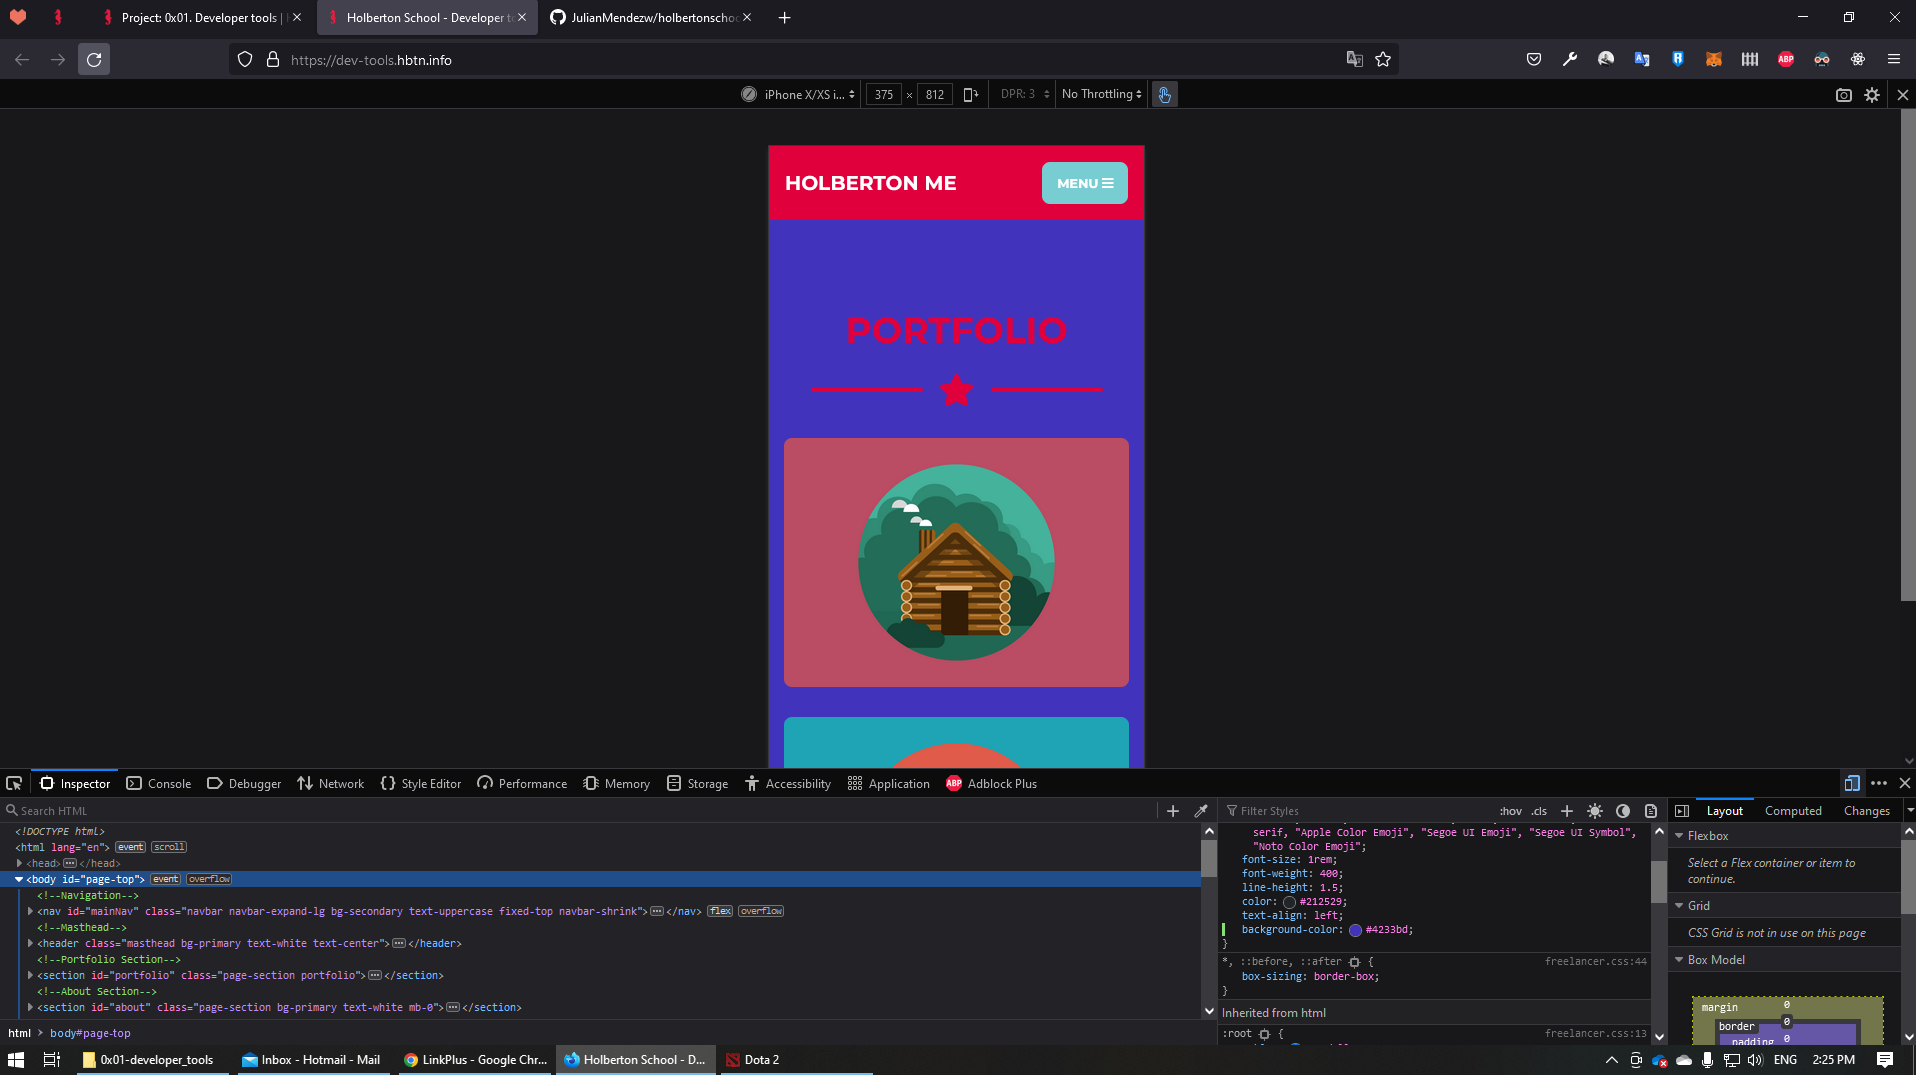 Project: 0x01. Developer tools |
Holberton School - Developer to
JulianMendezw/holbertonschoo
https://dev-tools.hbtn.info
ABP
iPhone X/XS i...
375 × 812
DPR: 3
No Throttling
HOLBERTON ME
MENU
PORTFOLIO
Inspector
Console
Debugger
Network
Style Editor
Performance
Memory
Storage
Accessibility
Application
ABP
Adblock Plus
Search HTML
<!DOCTYPE html>
<html lang="en"> event scroll
<head> ... </head>
<body id="page-top"> event overflow
<!--Navigation-->
<nav id="mainNav" class="navbar navbar-expand-lg bg-secondary text-uppercase fixed-top navbar-shrink"> ... </nav> flex overflow
<!--Masthead-->
<header class="masthead bg-primary text-white text-center"> ... </header>
<!--Portfolio Section-->
<section id="portfolio" class="page-section portfolio"> ... </section>
<!--About Section-->
<section id="about" class="page-section bg-primary text-white mb-0"> ... </section>
html > body#page-top
Filter Styles
:hov .cls
serif, "Apple Color Emoji", "Segoe UI Emoji", "Segoe UI Symbol",
"Noto Color Emoji";
font-size: 1rem;
font-weight: 400;
line-height: 1.5;
color: #212529;
text-align: left;
background-color: #4233bd;
}
*, ::before, ::after { freelancer.css:44
box-sizing: border-box;
}
Inherited from html
:root { freelancer.css:13
Layout
Computed
Changes
Flexbox
Select a Flex container or item to
continue.
Grid
CSS Grid is not in use on this page
Box Model
margin 0
border 0
padding 0
0x01-developer_tools
Inbox - Hotmail - Mail
LinkPlus - Google Chr...
Holberton School - D...
Dota 2
ENG
2:25 PM